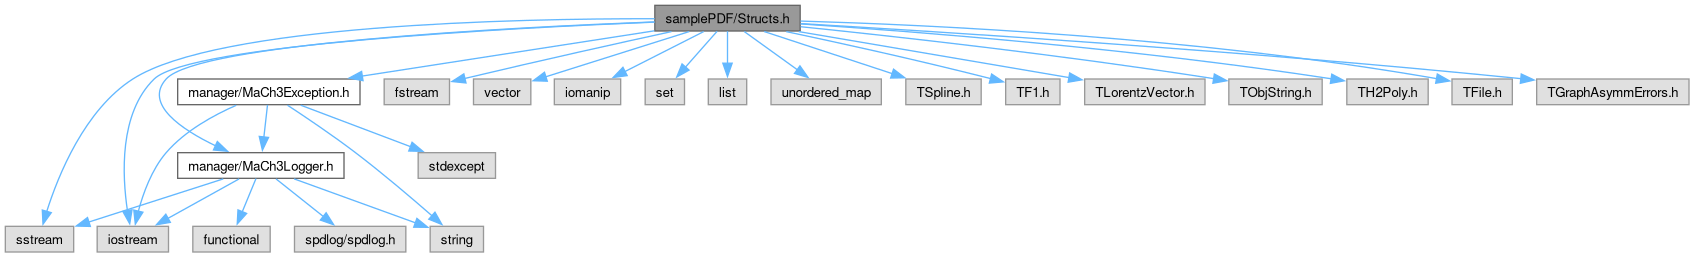 samplePDF/Structs.h
manager/MaCh3Exception.h
fstream
vector
iomanip
set
list
unordered_map
TSpline.h
TF1.h
TLorentzVector.h
TObjString.h
TH2Poly.h
TFile.h
TGraphAsymmErrors.h
manager/MaCh3Logger.h
stdexcept
sstream
iostream
functional
spdlog/spdlog.h
string